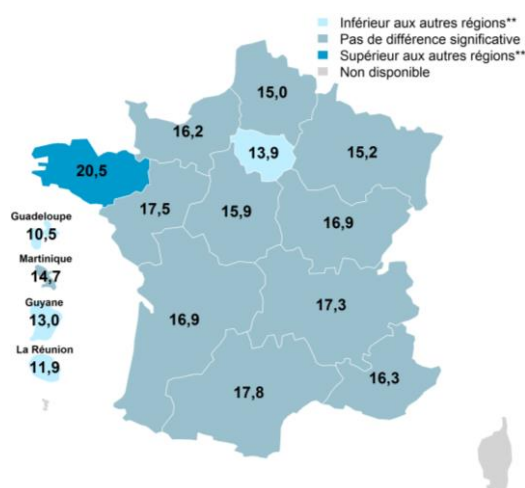 Inférieur aux autres régions**
Pas de différence significative
Supérieur aux autres régions**
Non disponible
15,0
16,2
13,9
15,2
20,5
17,5
15,9
16,9
Guadeloupe
10,5
Martinique
14,7
Guyane
13,0
La Réunion
11,9
16,9
17,3
17,8
16,3